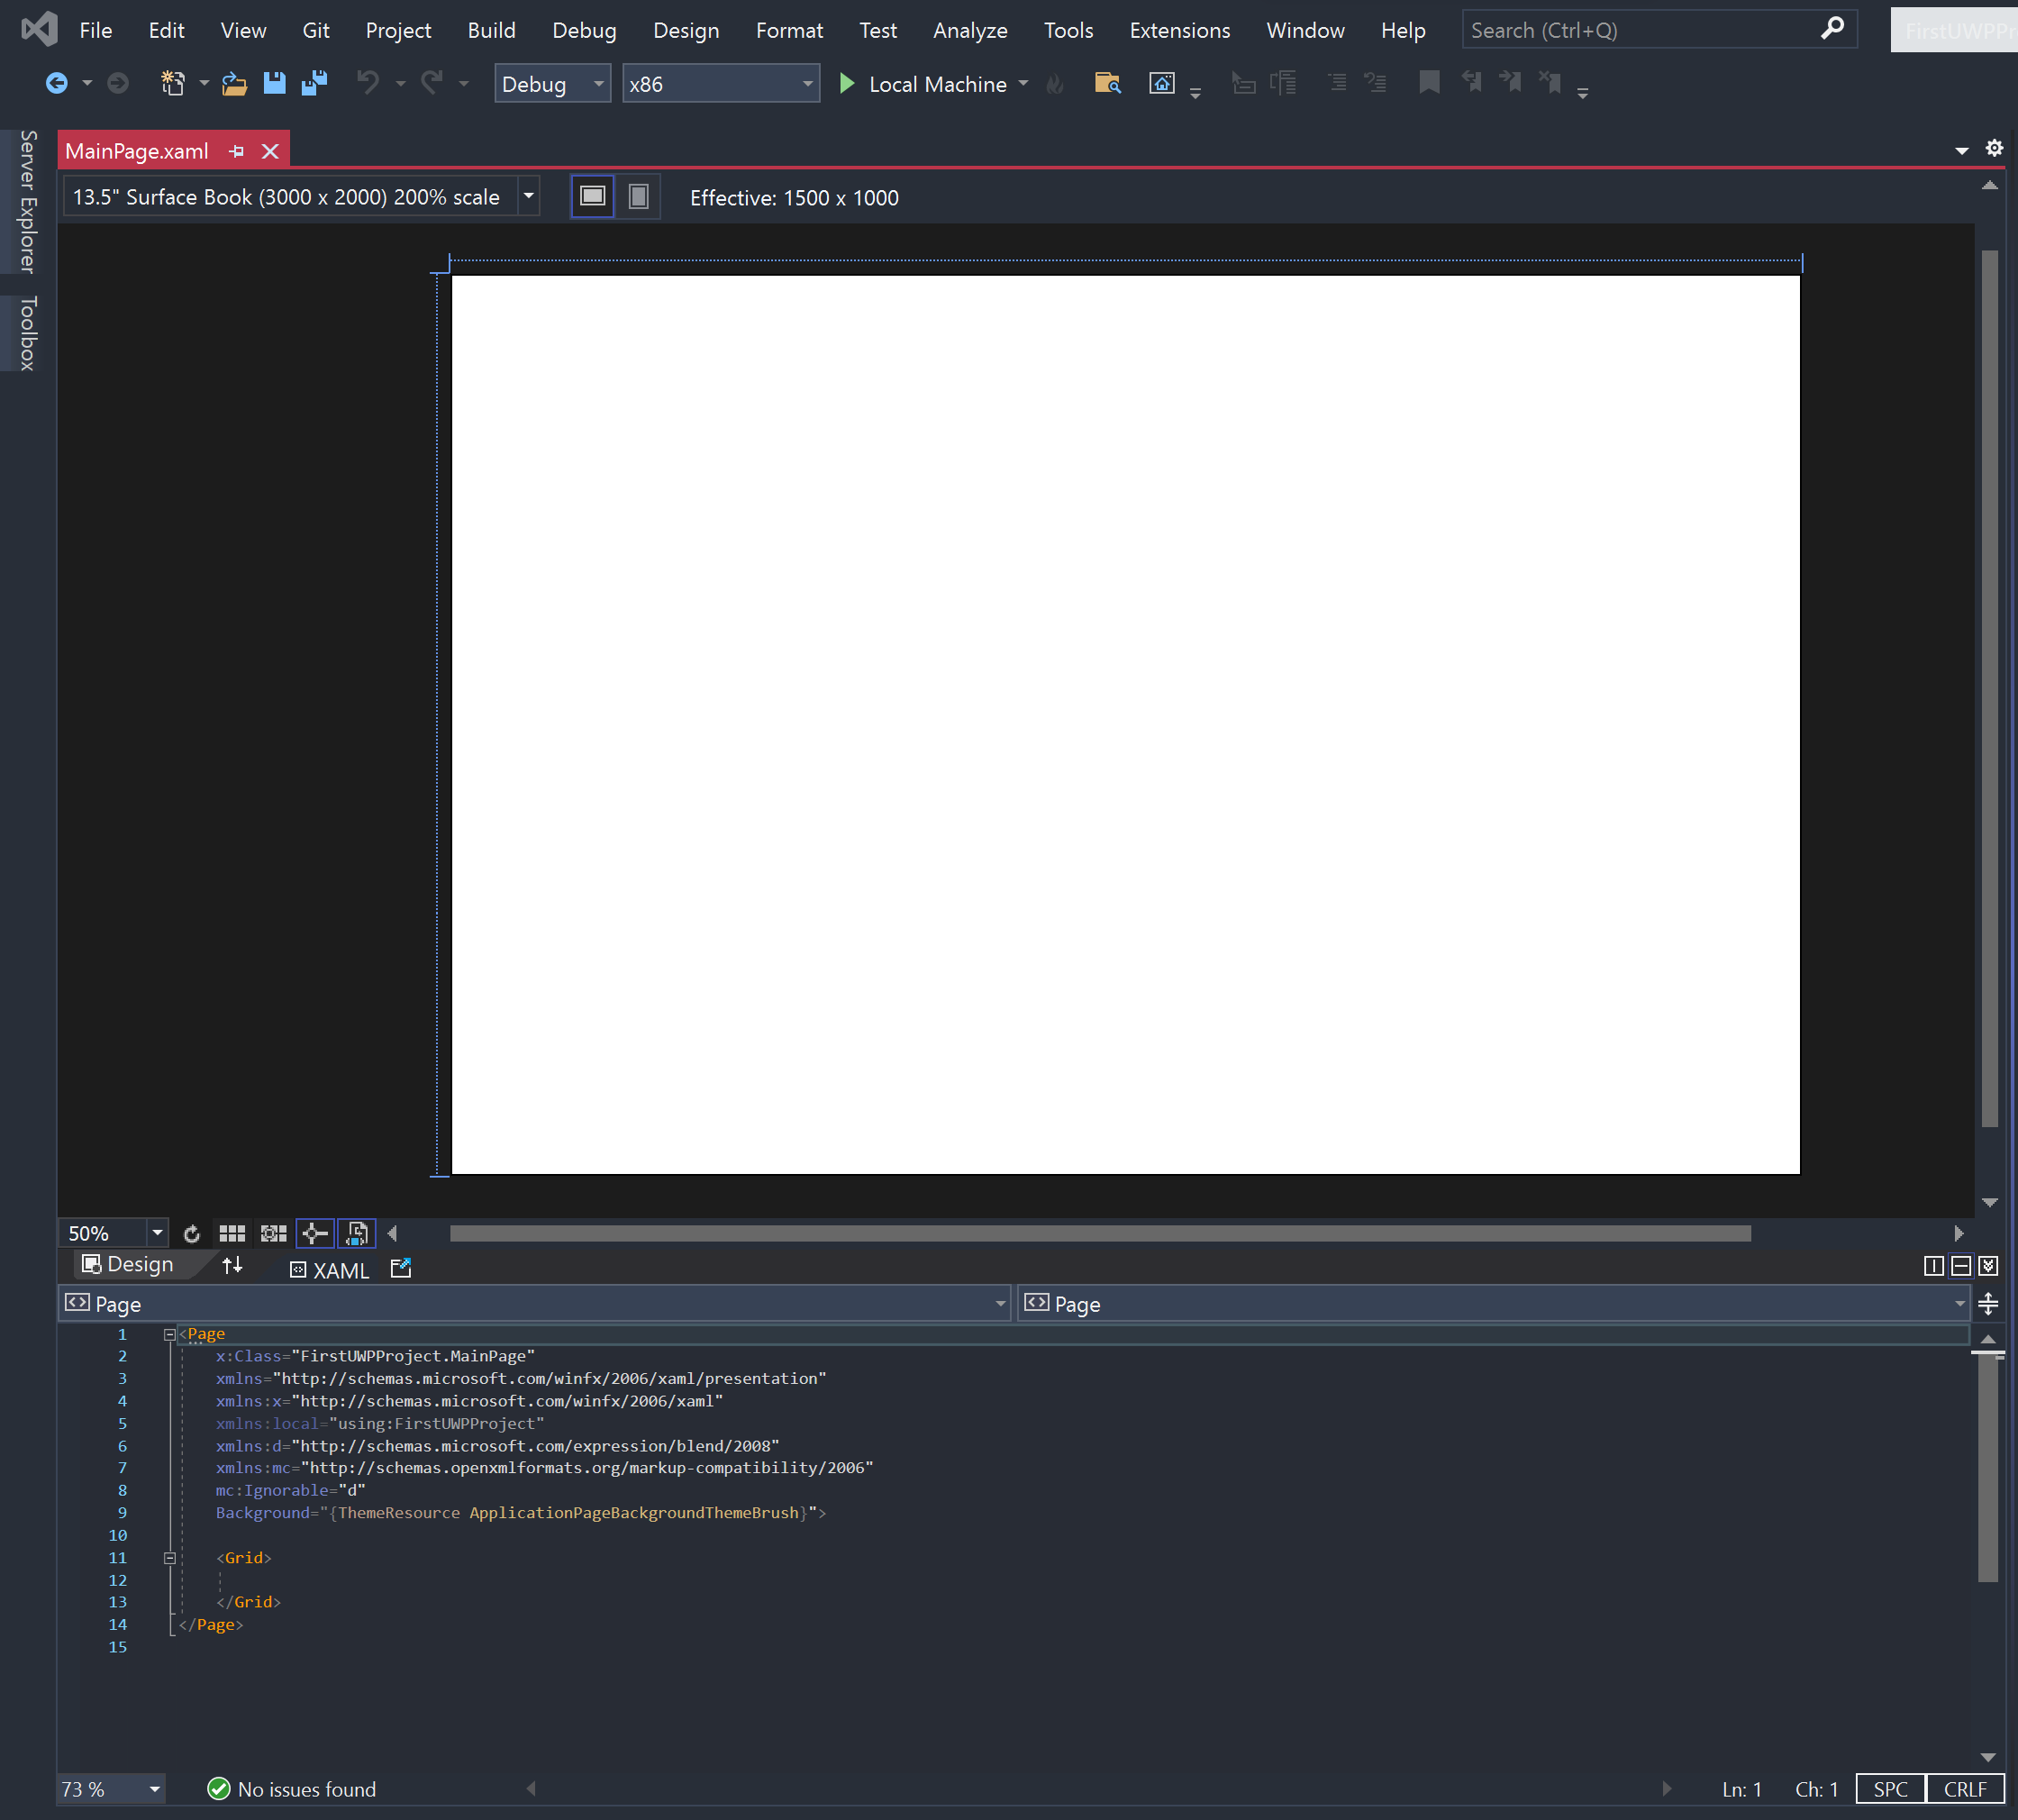 File Edit View Git Project Build Debug Design Format Test Analyze Tools Extensions Window Help Search (Ctrl+Q) FirstUWPPr
Debug x86 Local Machine
Server Explorer
Toolbox
MainPage.xaml
13.5" Surface Book (3000 x 2000) 200% scale Effective: 1500 x 1000
50%
Design XAML
Page Page
1 <Page
2 x:Class="FirstUWPProject.MainPage"
3 xmlns="http://schemas.microsoft.com/winfx/2006/xaml/presentation"
4 xmlns:x="http://schemas.microsoft.com/winfx/2006/xaml"
5 xmlns:local="using:FirstUWPProject"
6 xmlns:d="http://schemas.microsoft.com/expression/blend/2008"
7 xmlns:mc="http://schemas.openxmlformats.org/markup-compatibility/2006"
8 mc:Ignorable="d"
9 Background="{ThemeResource ApplicationPageBackgroundThemeBrush}">
10
11 <Grid>
12
13 </Grid>
14 </Page>
15
73 % No issues found Ln: 1 Ch: 1 SPC CRLF